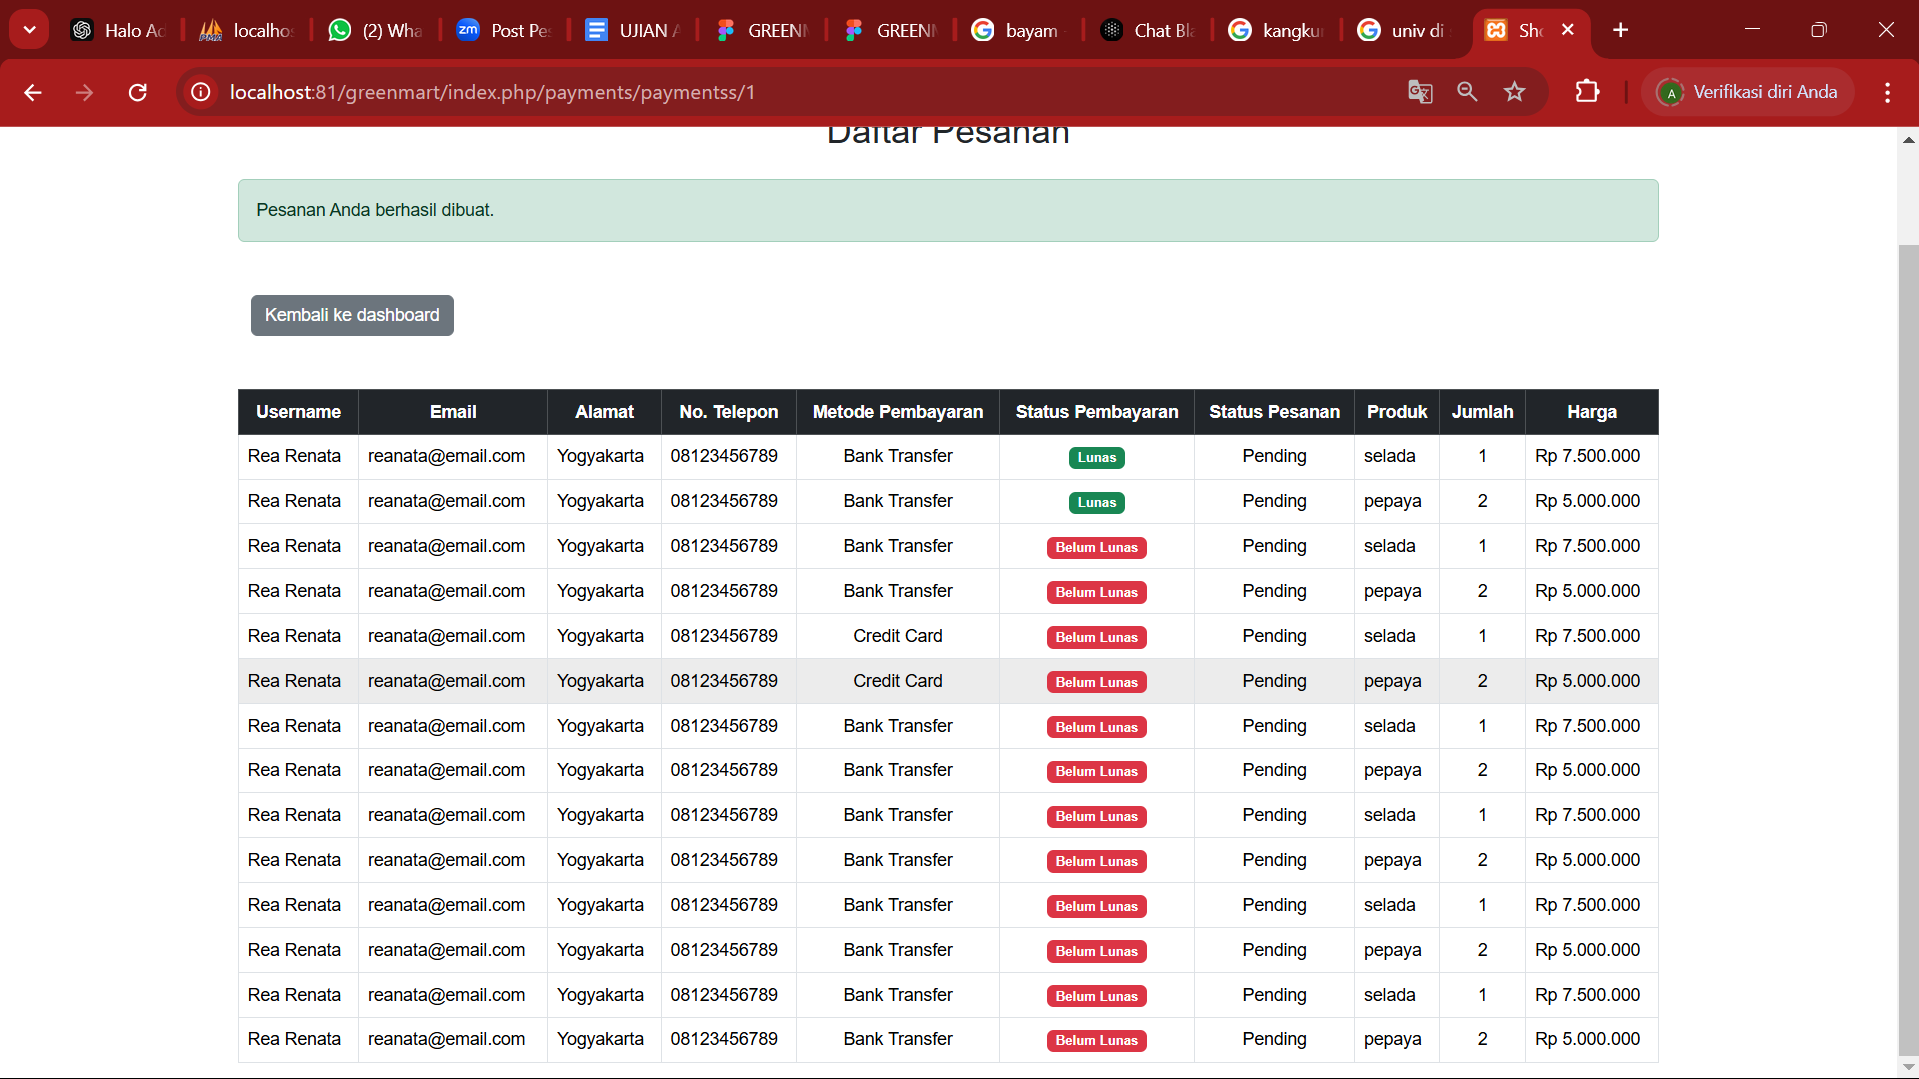 Halo Ad
localhos
(2) Wha
Post Pes
UJIAN A
GREENM
GREENM
bayam -
Chat Bla
kangkun
univ di
Sho
localhost:81/greenmart/index.php/payments/paymentss/1
Verifikasi diri Anda
Daftar Pesanan
Pesanan Anda berhasil dibuat.
Kembali ke dashboard
Username Email Alamat No. Telepon Metode Pembayaran Status Pembayaran Status Pesanan Produk Jumlah Harga
Rea Renata reanata@email.com Yogyakarta 08123456789 Bank Transfer Lunas Pending selada 1 Rp 7.500.000
Rea Renata reanata@email.com Yogyakarta 08123456789 Bank Transfer Lunas Pending pepaya 2 Rp 5.000.000
Rea Renata reanata@email.com Yogyakarta 08123456789 Bank Transfer Belum Lunas Pending selada 1 Rp 7.500.000
Rea Renata reanata@email.com Yogyakarta 08123456789 Bank Transfer Belum Lunas Pending pepaya 2 Rp 5.000.000
Rea Renata reanata@email.com Yogyakarta 08123456789 Credit Card Belum Lunas Pending selada 1 Rp 7.500.000
Rea Renata reanata@email.com Yogyakarta 08123456789 Credit Card Belum Lunas Pending pepaya 2 Rp 5.000.000
Rea Renata reanata@email.com Yogyakarta 08123456789 Bank Transfer Belum Lunas Pending selada 1 Rp 7.500.000
Rea Renata reanata@email.com Yogyakarta 08123456789 Bank Transfer Belum Lunas Pending pepaya 2 Rp 5.000.000
Rea Renata reanata@email.com Yogyakarta 08123456789 Bank Transfer Belum Lunas Pending selada 1 Rp 7.500.000
Rea Renata reanata@email.com Yogyakarta 08123456789 Bank Transfer Belum Lunas Pending pepaya 2 Rp 5.000.000
Rea Renata reanata@email.com Yogyakarta 08123456789 Bank Transfer Belum Lunas Pending selada 1 Rp 7.500.000
Rea Renata reanata@email.com Yogyakarta 08123456789 Bank Transfer Belum Lunas Pending pepaya 2 Rp 5.000.000
Rea Renata reanata@email.com Yogyakarta 08123456789 Bank Transfer Belum Lunas Pending selada 1 Rp 7.500.000
Rea Renata reanata@email.com Yogyakarta 08123456789 Bank Transfer Belum Lunas Pending pepaya 2 Rp 5.000.000